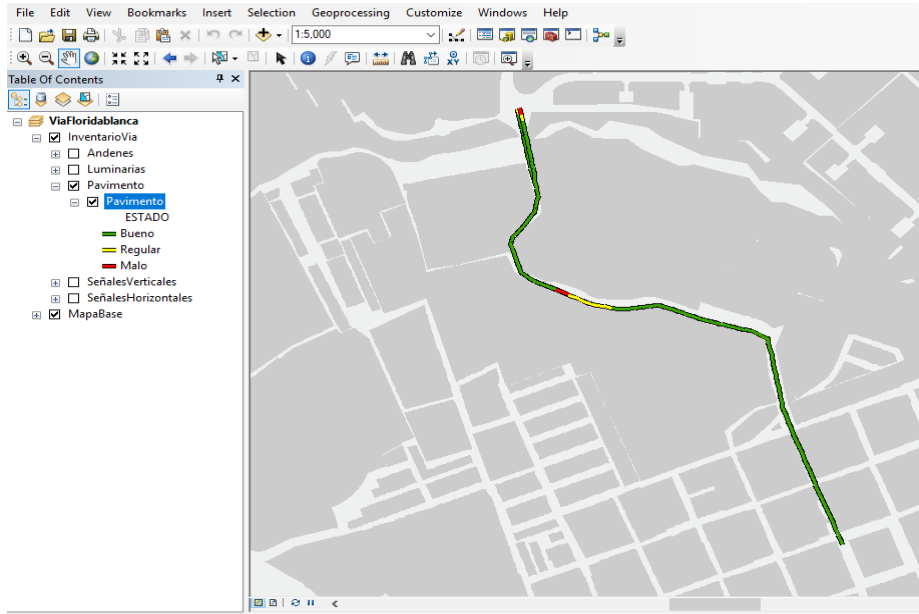 File Edit View Bookmarks Insert Selection Geoprocessing Customize Windows Help
1:5,000
Table Of Contents
ViaFloridablanca
InventarioVia
Andenes
Luminarias
Pavimento
Pavimento
ESTADO
Bueno
Regular
Malo
SeñalesVerticales
SeñalesHorizontales
MapaBase